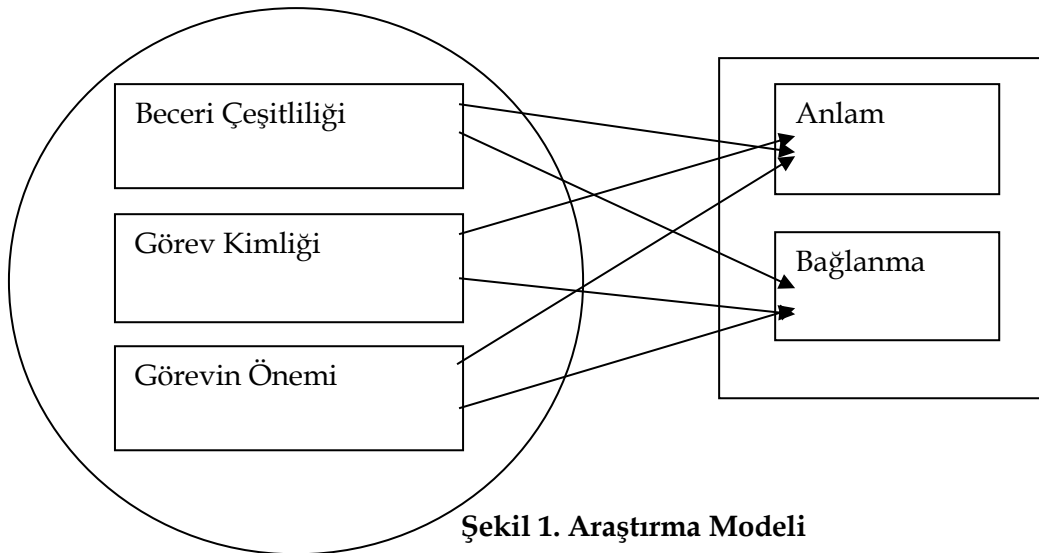 Beceri Çeşitliliği
Anlam
Görev Kimliği
Bağlanma
Görevin Önemi
Şekil 1. Araştırma Modeli